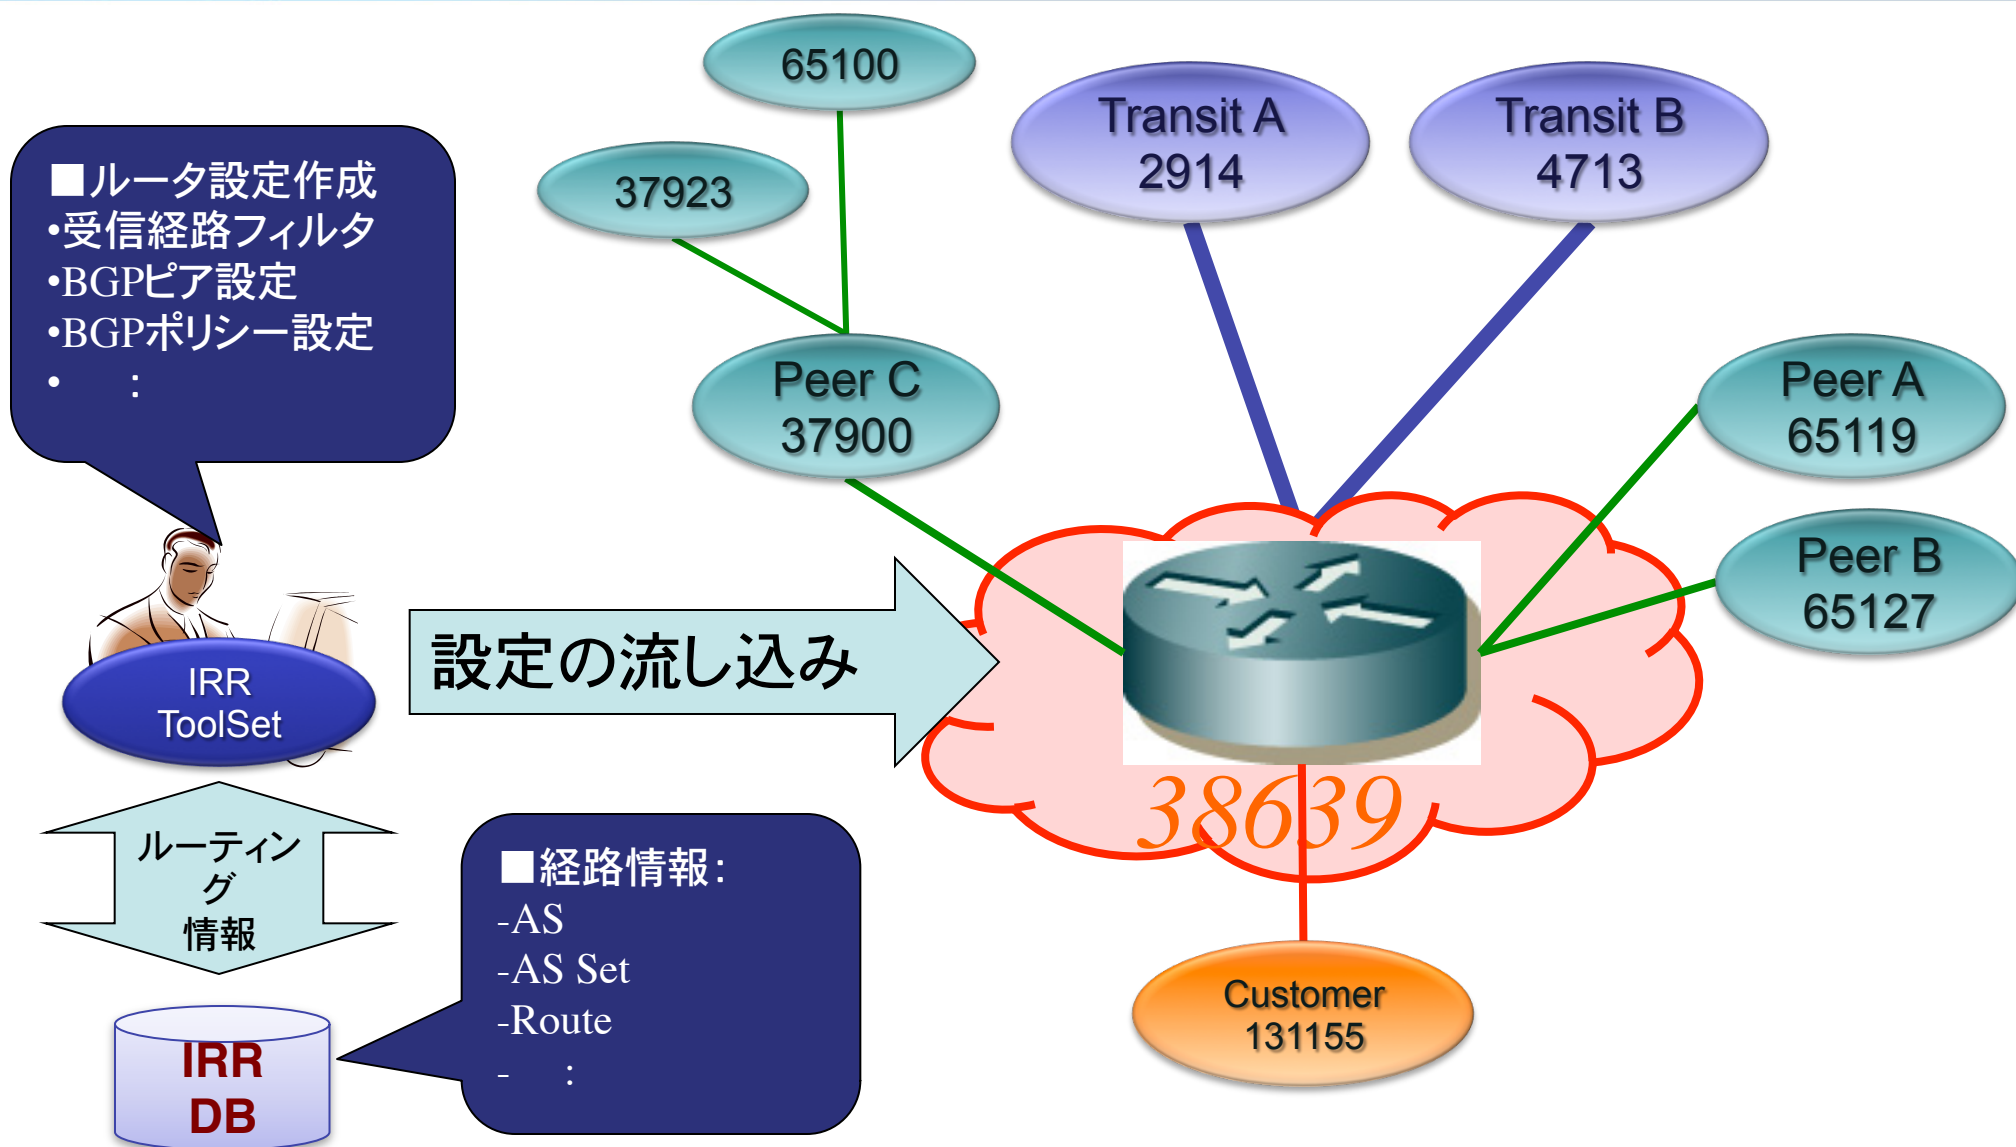 65100
37923
Transit A
2914
Transit B
4713
■ルータ設定作成
•受信経路フィルタ
•BGPピア設定
•BGPポリシー設定
• :
Peer C
37900
Peer A
65119
Peer B
65127
IRR
ToolSet
設定の流し込み
38639
ルーティン
グ
情報
■経路情報:
-AS
-AS Set
-Route
- :
Customer
131155
IRR
DB